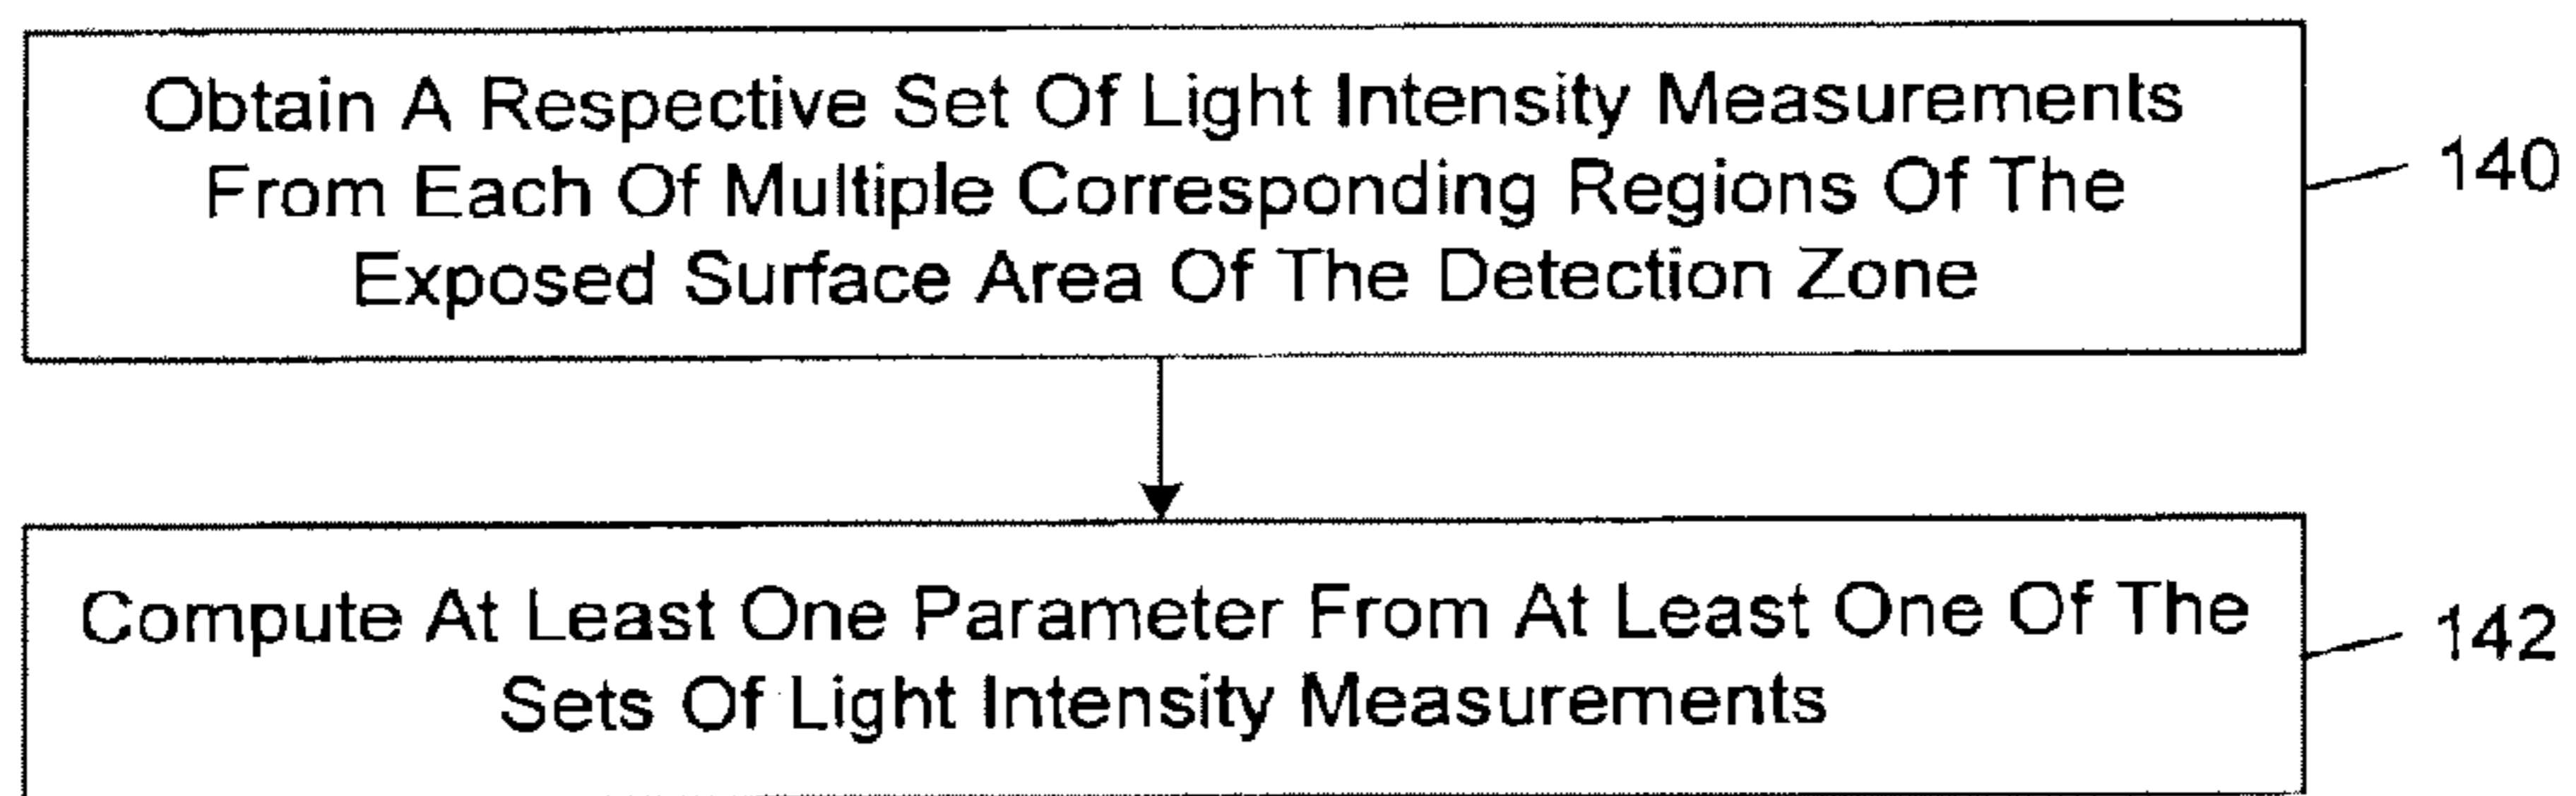 Obtain A Respective Set Of Light Intensity Measurements
From Each Of Multiple Corresponding Regions Of The
Exposed Surface Area Of The Detection Zone
140
Compute At Least One Parameter From At Least One Of The
Sets Of Light Intensity Measurements
142